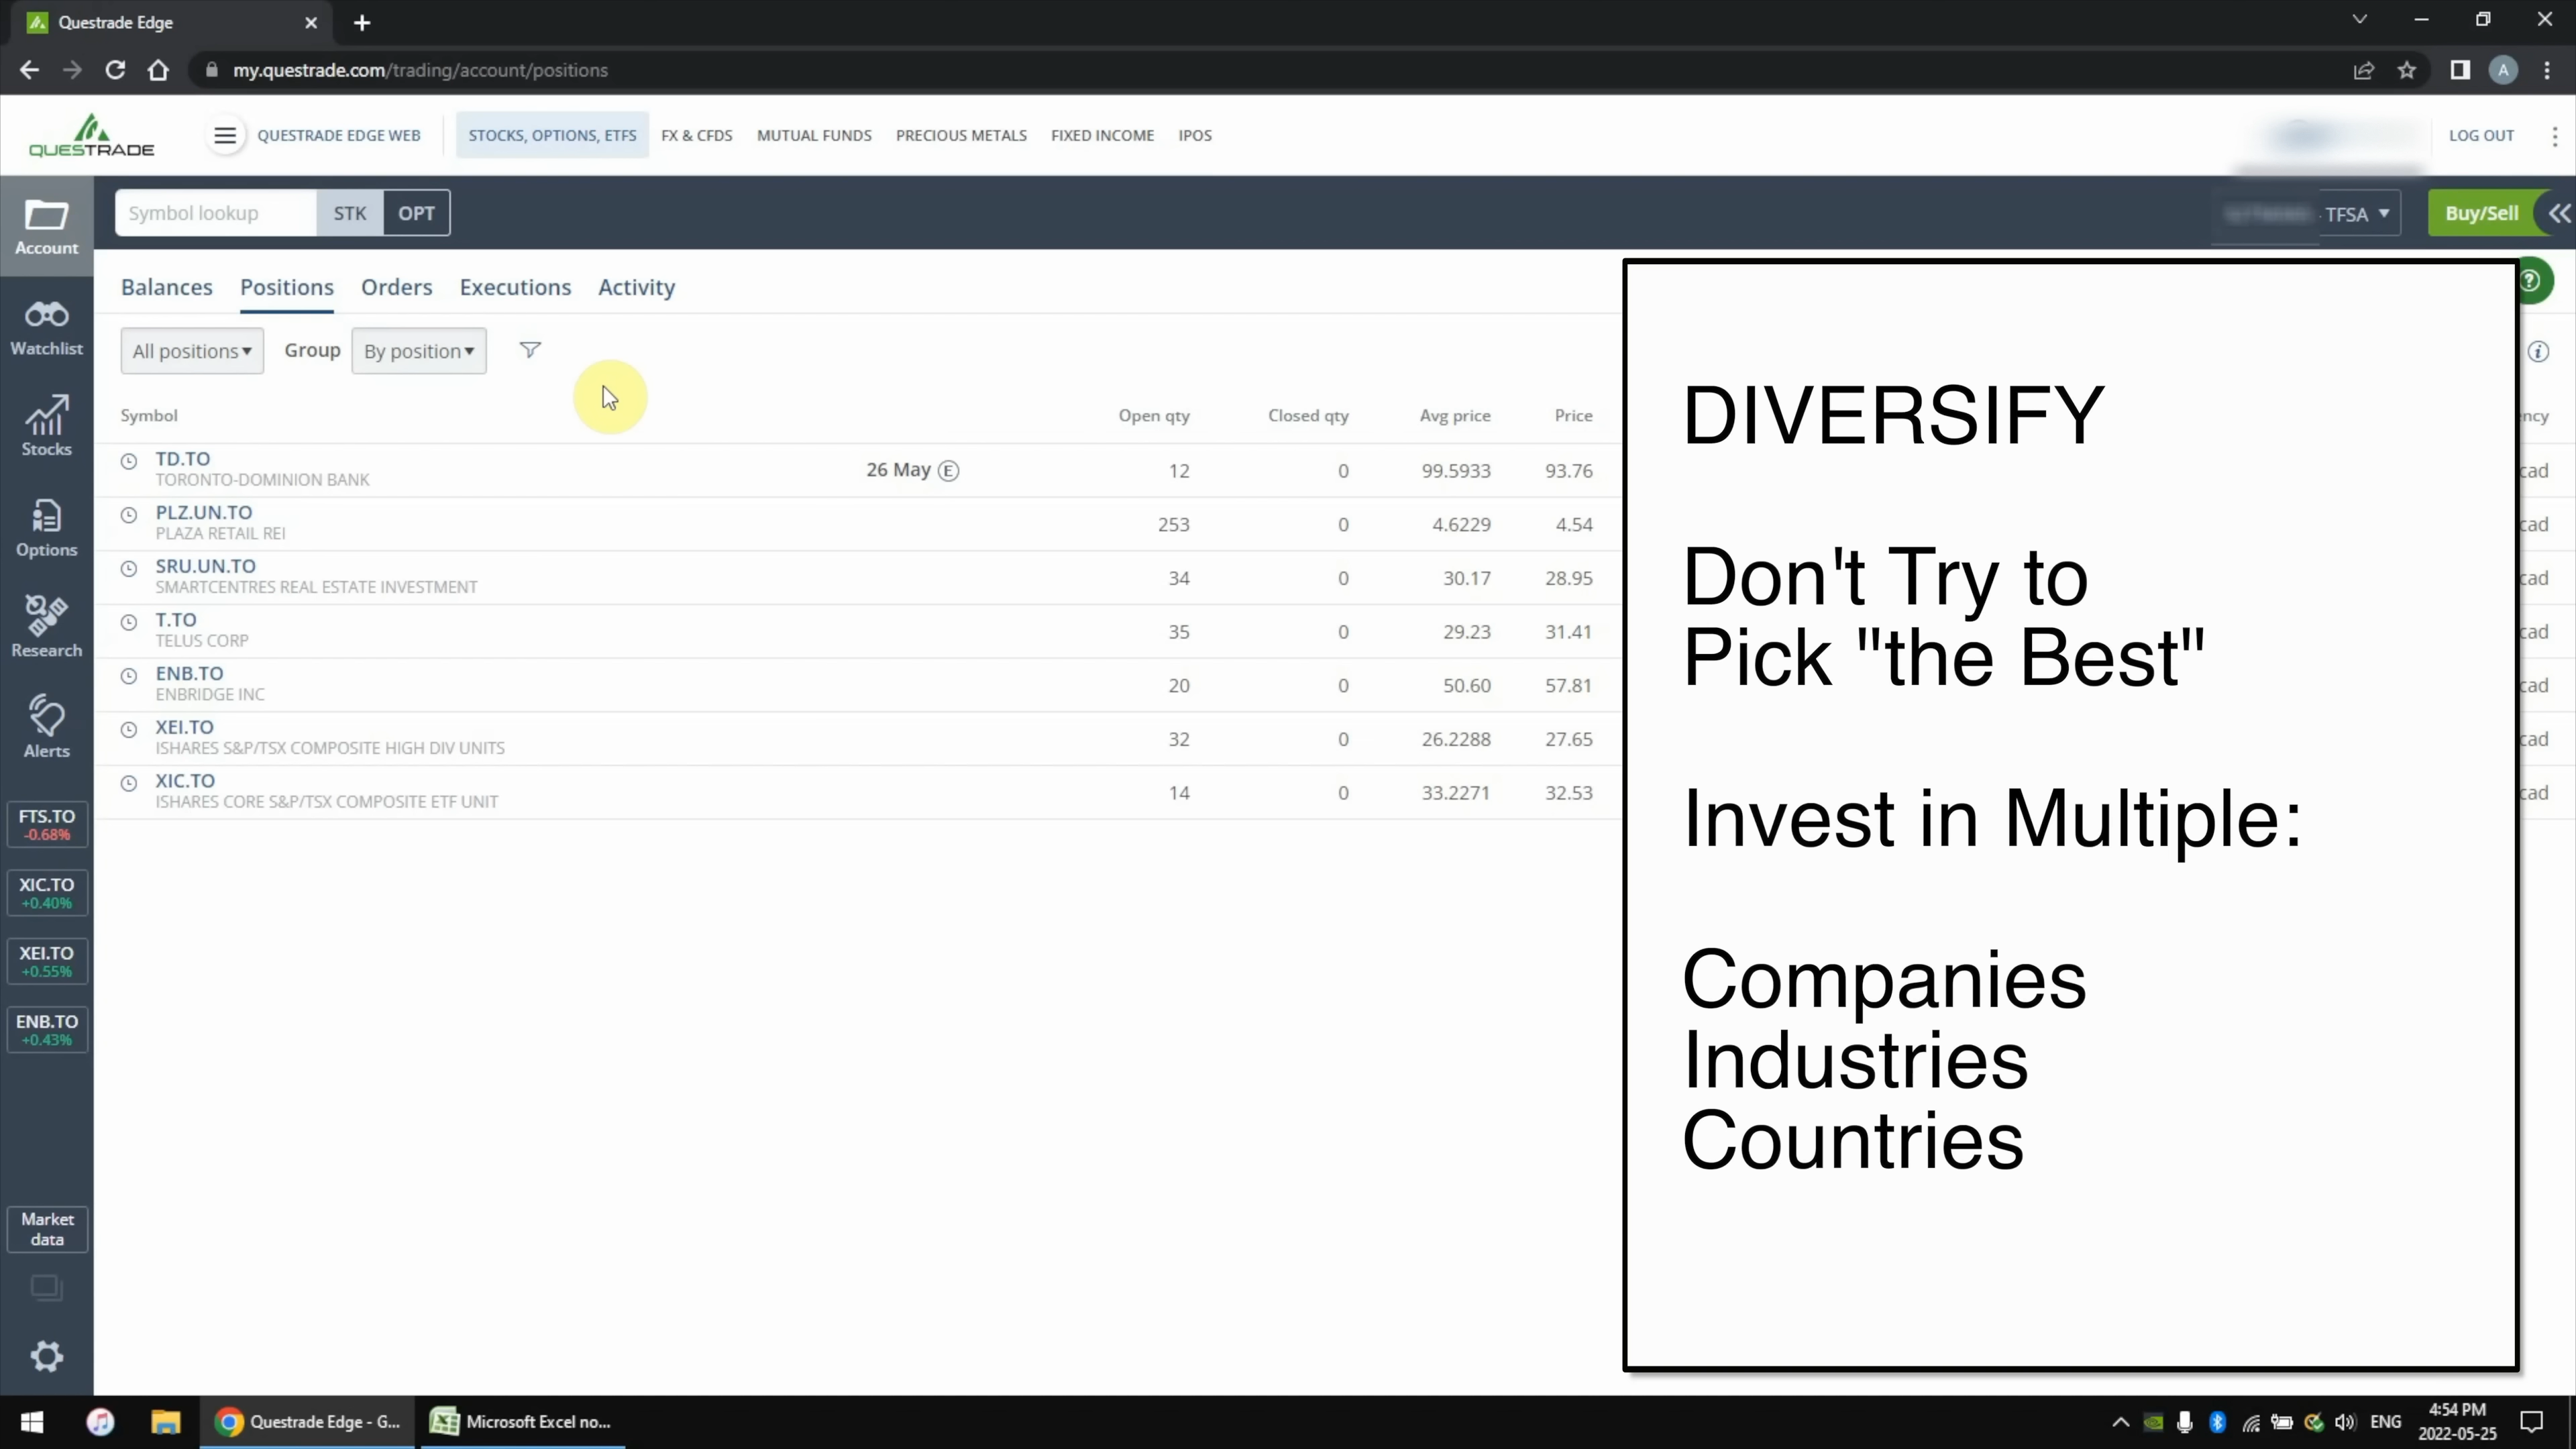 Questrade Edge
my.questrade.com/trading/account/positions
QUESTRADE
QUESTRADE EDGE WEB
STOCKS, OPTIONS, ETFS
FX & CFDS
MUTUAL FUNDS
PRECIOUS METALS
FIXED INCOME
IPOS
LOG OUT
Symbol lookup
STK
OPT
TFSA
Buy/Sell
Account
Watchlist
Stocks
Options
Research
Alerts
FTS.TO
-0.68%
XIC.TO
+0.40%
XEI.TO
+0.55%
ENB.TO
+0.43%
Market
data
Balances Positions Orders Executions Activity
All positions Group By position
Symbol Open qty Closed qty Avg price Price ncy
TD.TO
TORONTO-DOMINION BANK
26 May E 12 0 99.5933 93.76 cad
PLZ.UN.TO
PLAZA RETAIL REI
253 0 4.6229 4.54 cad
SRU.UN.TO
SMARTCENTRES REAL ESTATE INVESTMENT
34 0 30.17 28.95 cad
T.TO
TELUS CORP
35 0 29.23 31.41 cad
ENB.TO
ENBRIDGE INC
20 0 50.60 57.81 cad
XEI.TO
ISHARES S&P/TSX COMPOSITE HIGH DIV UNITS
32 0 26.2288 27.65 cad
XIC.TO
ISHARES CORE S&P/TSX COMPOSITE ETF UNIT
14 0 33.2271 32.53 cad
DIVERSIFY
Don't Try to
Pick "the Best"
Invest in Multiple:
Companies
Industries
Countries
Questrade Edge - G...
Microsoft Excel no...
ENG
4:54 PM
2022-05-25